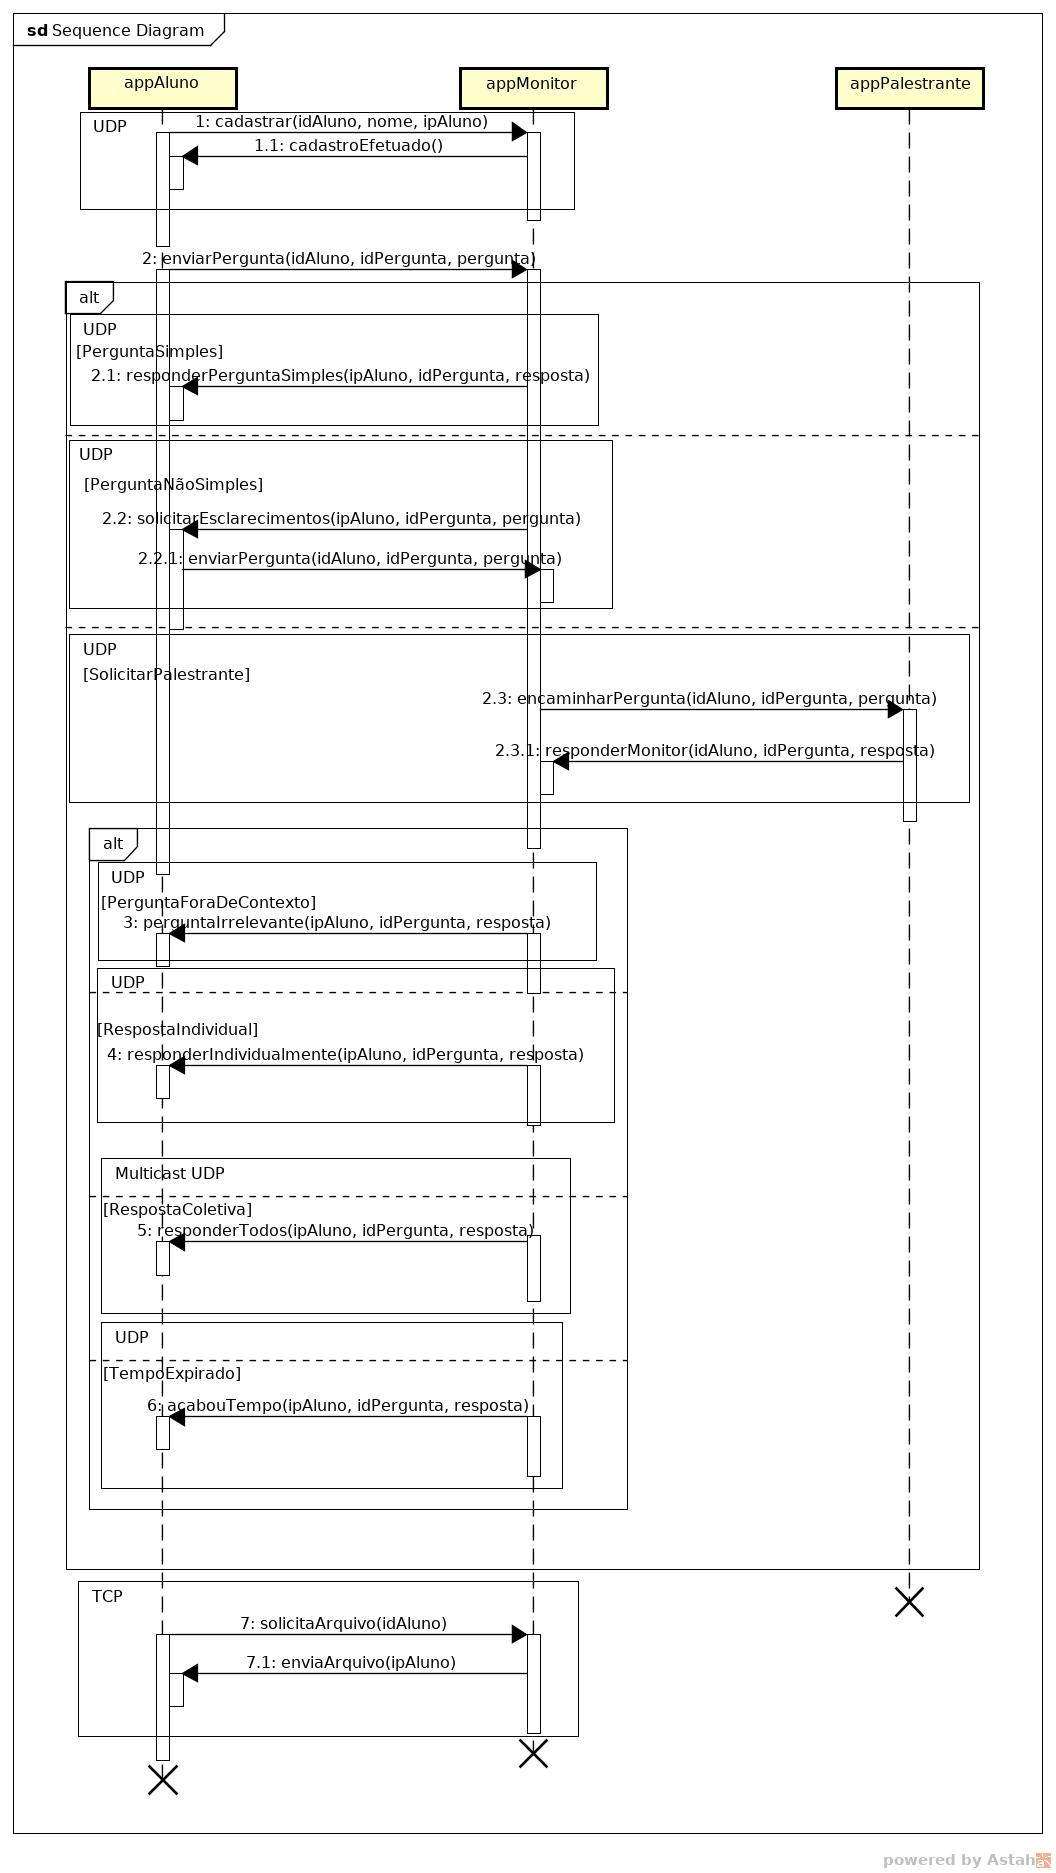 sd Sequence Diagram
appAluno
appMonitor
appPalestrante
UDP
1: cadastrar(idAluno, nome, ipAluno)
1.1: cadastroEfetuado()
2: enviarPergunta(idAluno, idPergunta, pergunta)
alt
UDP
[PerguntaSimples]
2.1: responderPerguntaSimples(ipAluno, idPergunta, resposta)
UDP
[PerguntaNãoSimples]
2.2: solicitarEsclarecimentos(ipAluno, idPergunta, pergunta)
2.2.1: enviarPergunta(idAluno, idPergunta, pergunta)
UDP
[SolicitarPalestrante]
2.3: encaminharPergunta(idAluno, idPergunta, pergunta)
2.3.1: responderMonitor(idAluno, idPergunta, resposta)
alt
UDP
[PerguntaForaDeContexto]
3: perguntaIrrelevante(ipAluno, idPergunta, resposta)
UDP
[RespostaIndividual]
4: responderIndividualmente(ipAluno, idPergunta, resposta)
Multicast UDP
[RespostaColetiva]
5: responderTodos(ipAluno, idPergunta, resposta)
UDP
[TempoExpirado]
6: acabouTempo(ipAluno, idPergunta, resposta)
TCP
7: solicitaArquivo(idAluno)
7.1: enviaArquivo(ipAluno)
powered by Astah